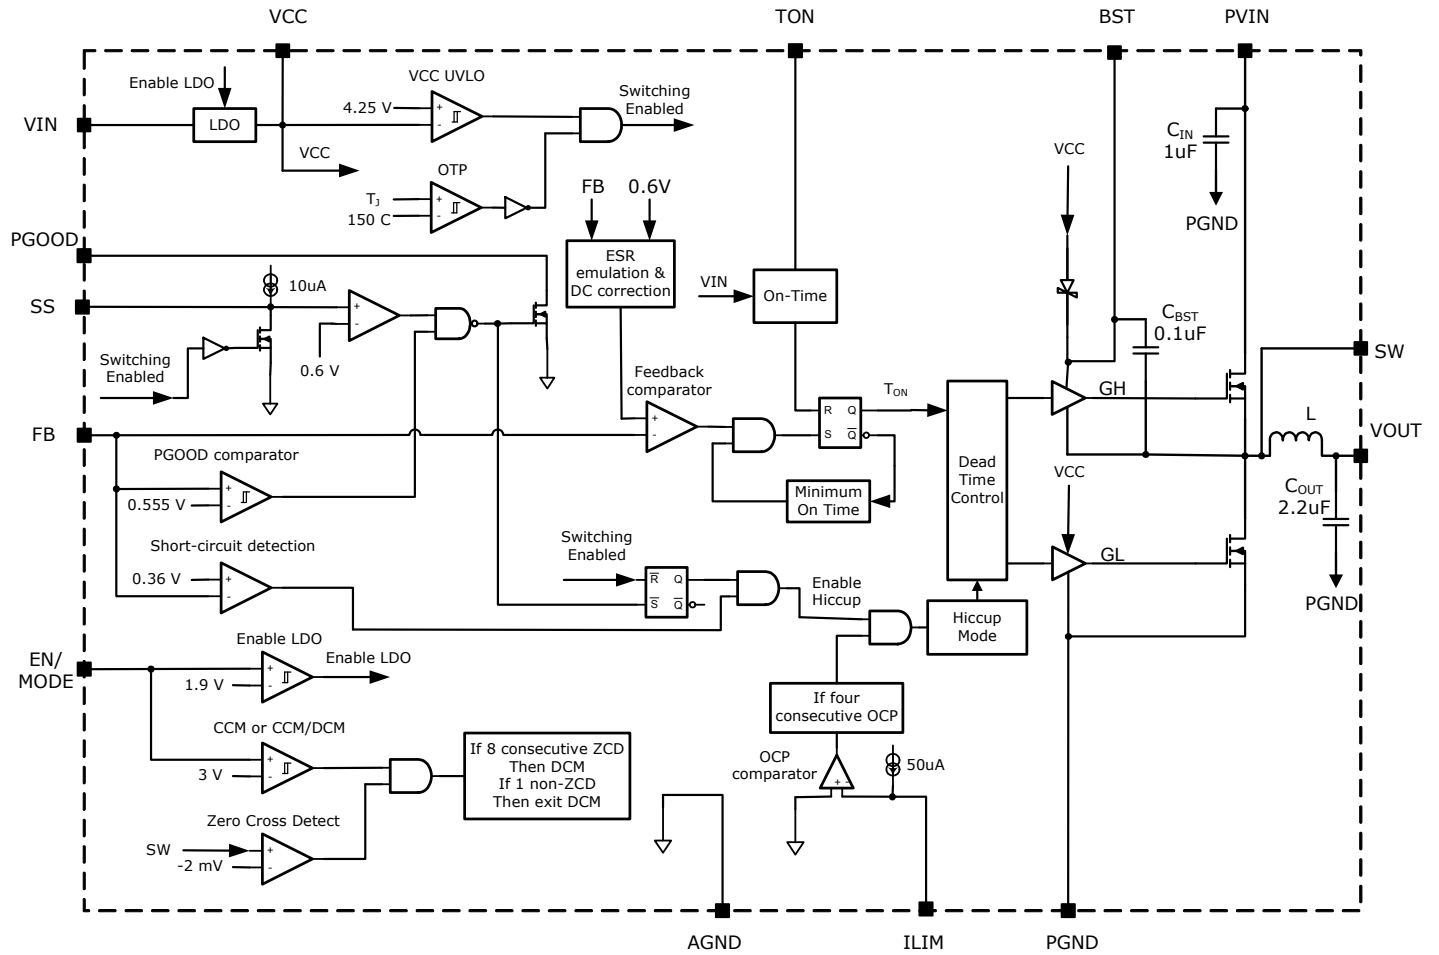 VCC
TON
BST
PVIN
Enable LDO
VCC UVLO
Switching
Enabled
VIN
LDO
4.25 V
+
-
VCC
OTP
TJ
150 C
+
-
FB
0.6V
VCC
CIN
1uF
PGND
PGOOD
ESR
emulation &
DC correction
VIN
On-Time
SS
10uA
+
-
0.6 V
Switching
Enabled
CBST
0.1uF
SW
Feedback
comparator
TON
GH
R
Q
S
Q
+
-
L
VOUT
FB
PGOOD comparator
+
-
0.555 V
Minimum
On Time
Dead
Time
Control
VCC
COUT
2.2uF
PGND
Short-circuit detection
0.36 V
+
-
Switching
Enabled
R
Q
S
Q
Enable
Hiccup
GL
Hiccup
Mode
EN/
MODE
Enable LDO
+
-
1.9 V
Enable LDO
If four
consecutive OCP
CCM or CCM/DCM
+
-
3 V
If 8 consecutive ZCD
Then DCM
If 1 non-ZCD
Then exit DCM
OCP
comparator
+ -
50uA
Zero Cross Detect
SW
-2 mV
+
-
AGND
ILIM
PGND